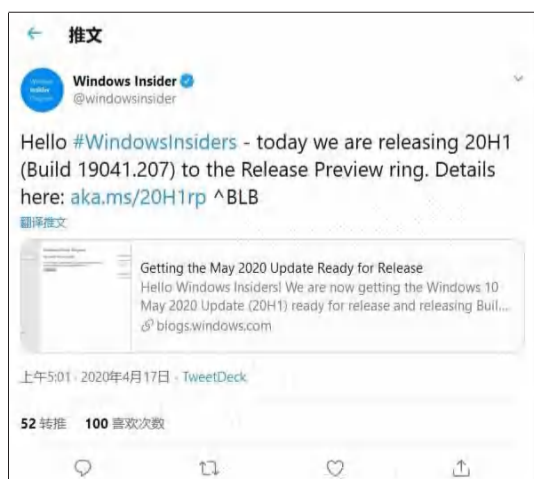 推文
Windows Insider
@windowsinsider
Hello #WindowsInsiders - today we are releasing 20H1
(Build 19041.207) to the Release Preview ring. Details
here: aka.ms/20H1rp ^BLB
翻译推文
Getting the May 2020 Update Ready for Release
Hello Windows Insiders! We are now getting the Windows 10
May 2020 Update (20H1) ready for release and releasing Buil...
blogs.windows.com
上午5:01 · 2020年4月17日 · TweetDeck
52 转推 100 喜欢次数